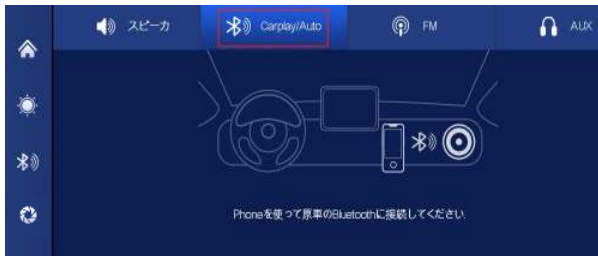 スピーカ
Carplay/Auto
FM
AUX
Phoneを使って原車のBluetoothに接続してください.